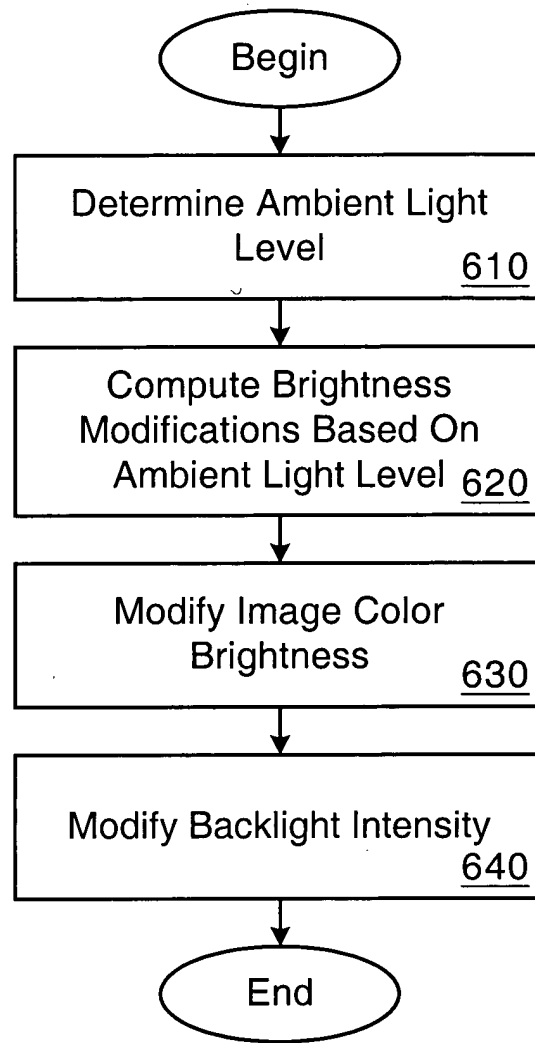 Begin
Determine Ambient Light
Level
610
Compute Brightness
Modifications Based On
Ambient Light Level
620
Modify Image Color
Brightness
630
Modify Backlight Intensity
640
End